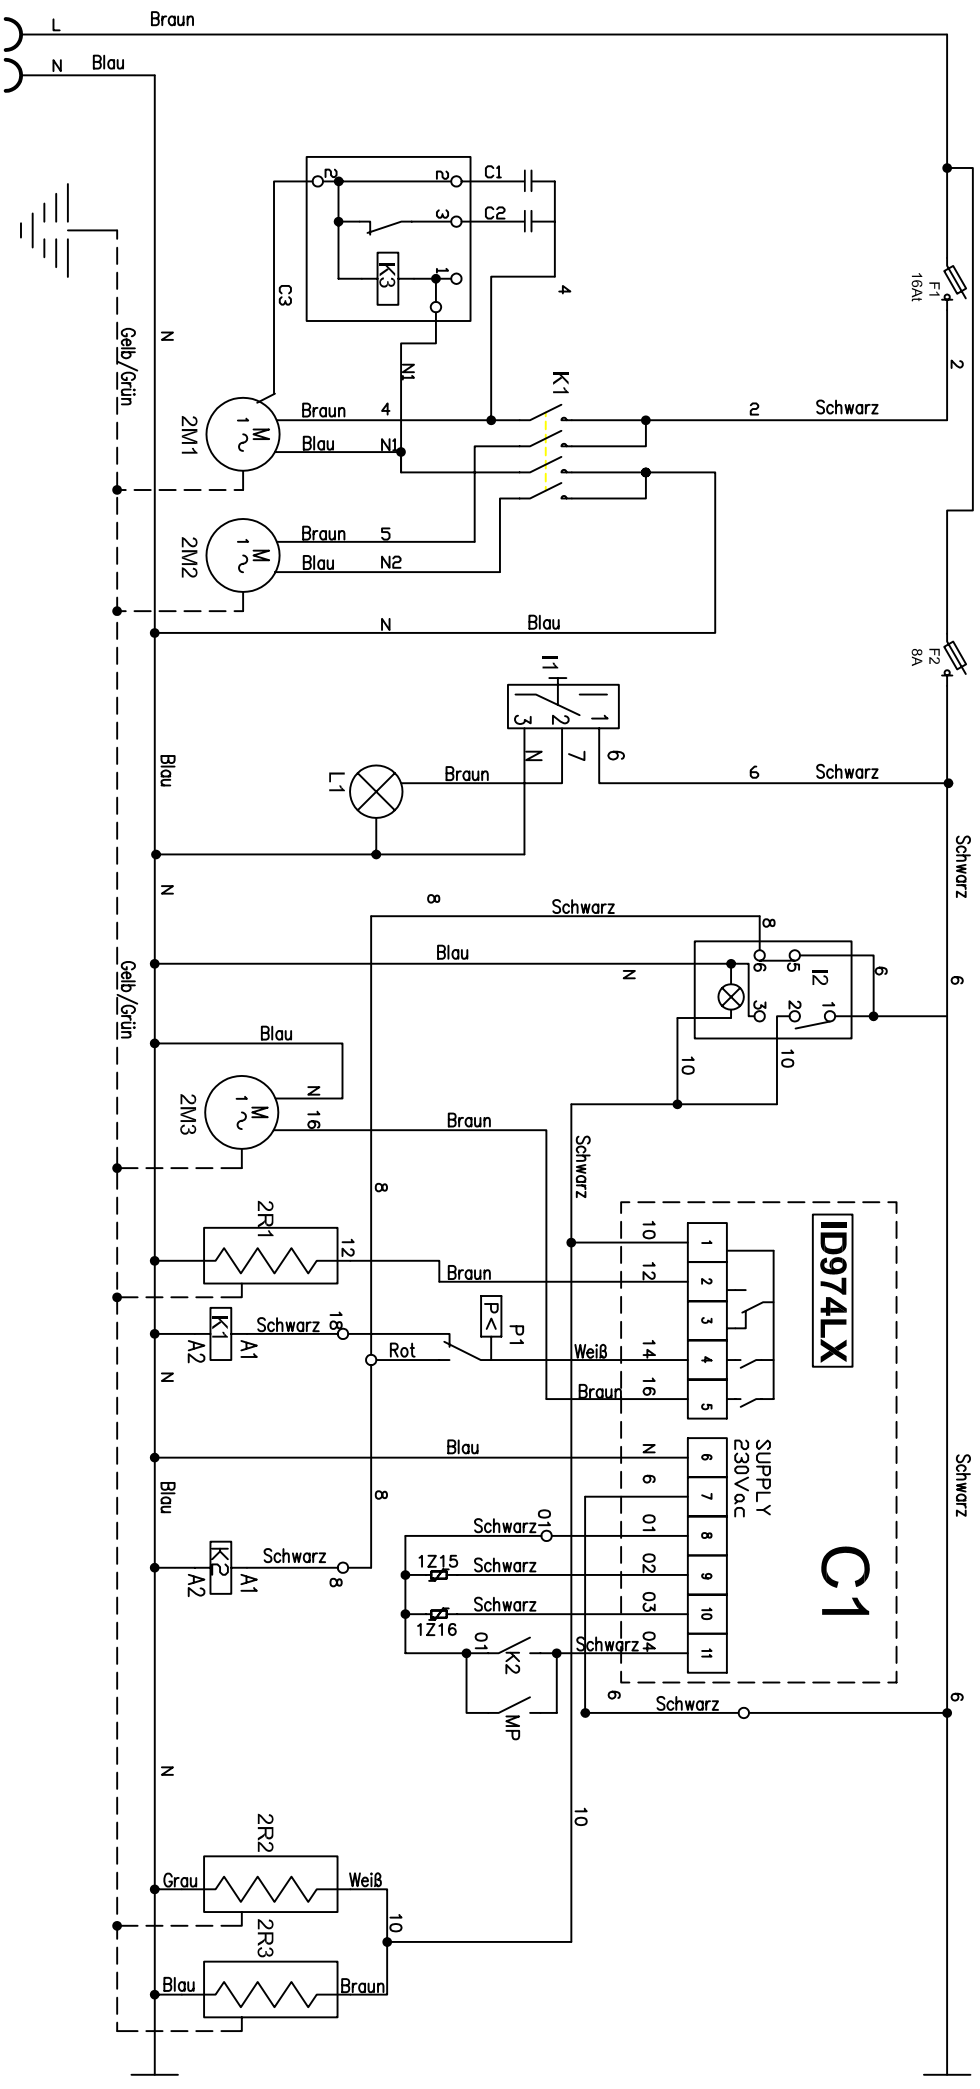 L
Braun
N
Blau
F1
16At
2
C1
C2
2
2
3
1
K3
C3
4
N1
N
Gelb/Grün
K1
Braun
4
2
Schwarz
Blau
N1
2M1
M
1
~
Braun
5
Blau
N2
2M2
M
1
~
N
Blau
F2
8A
I1
3
2
1
N
7
6
Blau
L1
Braun
6
Schwarz
Schwarz
N
8
Schwarz
8
Blau
N
6
5
I2
6
3
2
1
6
10
10
Gelb/Grün
Blau
N
16
2M3
M
1
~
Braun
Schwarz
8
ID974LX
2R1
12
Braun
10
1
12
2
3
K1
A1
A2
Schwarz
18
Rot
P<
P1
Weiß
14
4
Braun
16
5
N
Blau
N
6
SUPPLY
230Vac
6
7
Schwarz
Blau
8
Schwarz
01
01
8
C1
K2
A1
A2
Schwarz
8
1Z15
Schwarz
02
9
1Z16
Schwarz
03
10
01
K2
Schwarz
04
11
MP
6
Schwarz
6
N
10
2R2
Grau
Weiß
10
2R3
Blau
Braun